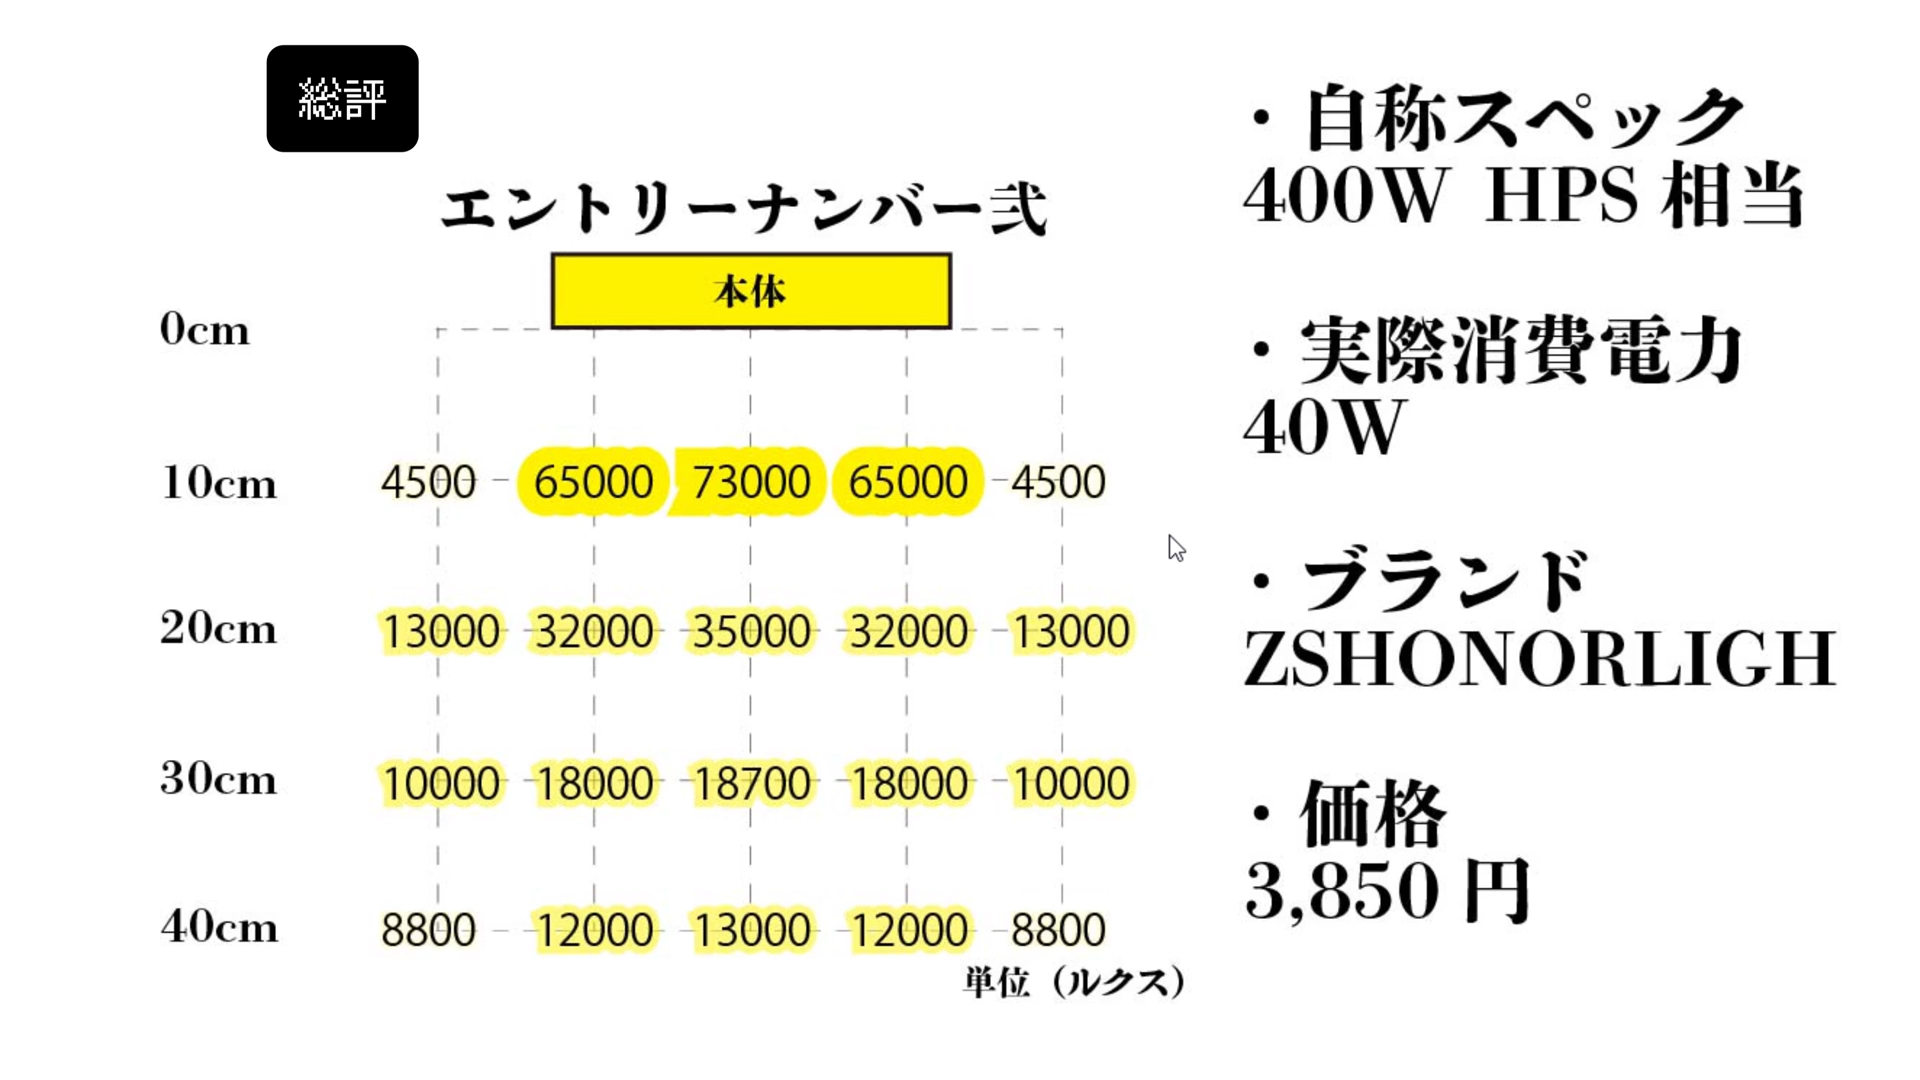 総評
エントリーナンバー弐
本体
0cm
10cm 4500 65000 73000 65000 4500
20cm 13000 32000 35000 32000 13000
30cm 10000 18000 18700 18000 10000
40cm 8800 12000 13000 12000 8800
単位（ルクス）
・自称スペック
400W HPS 相当
・実際消費電力
40W
・ブランド
ZSHONORLIGH
・価格
3,850 円